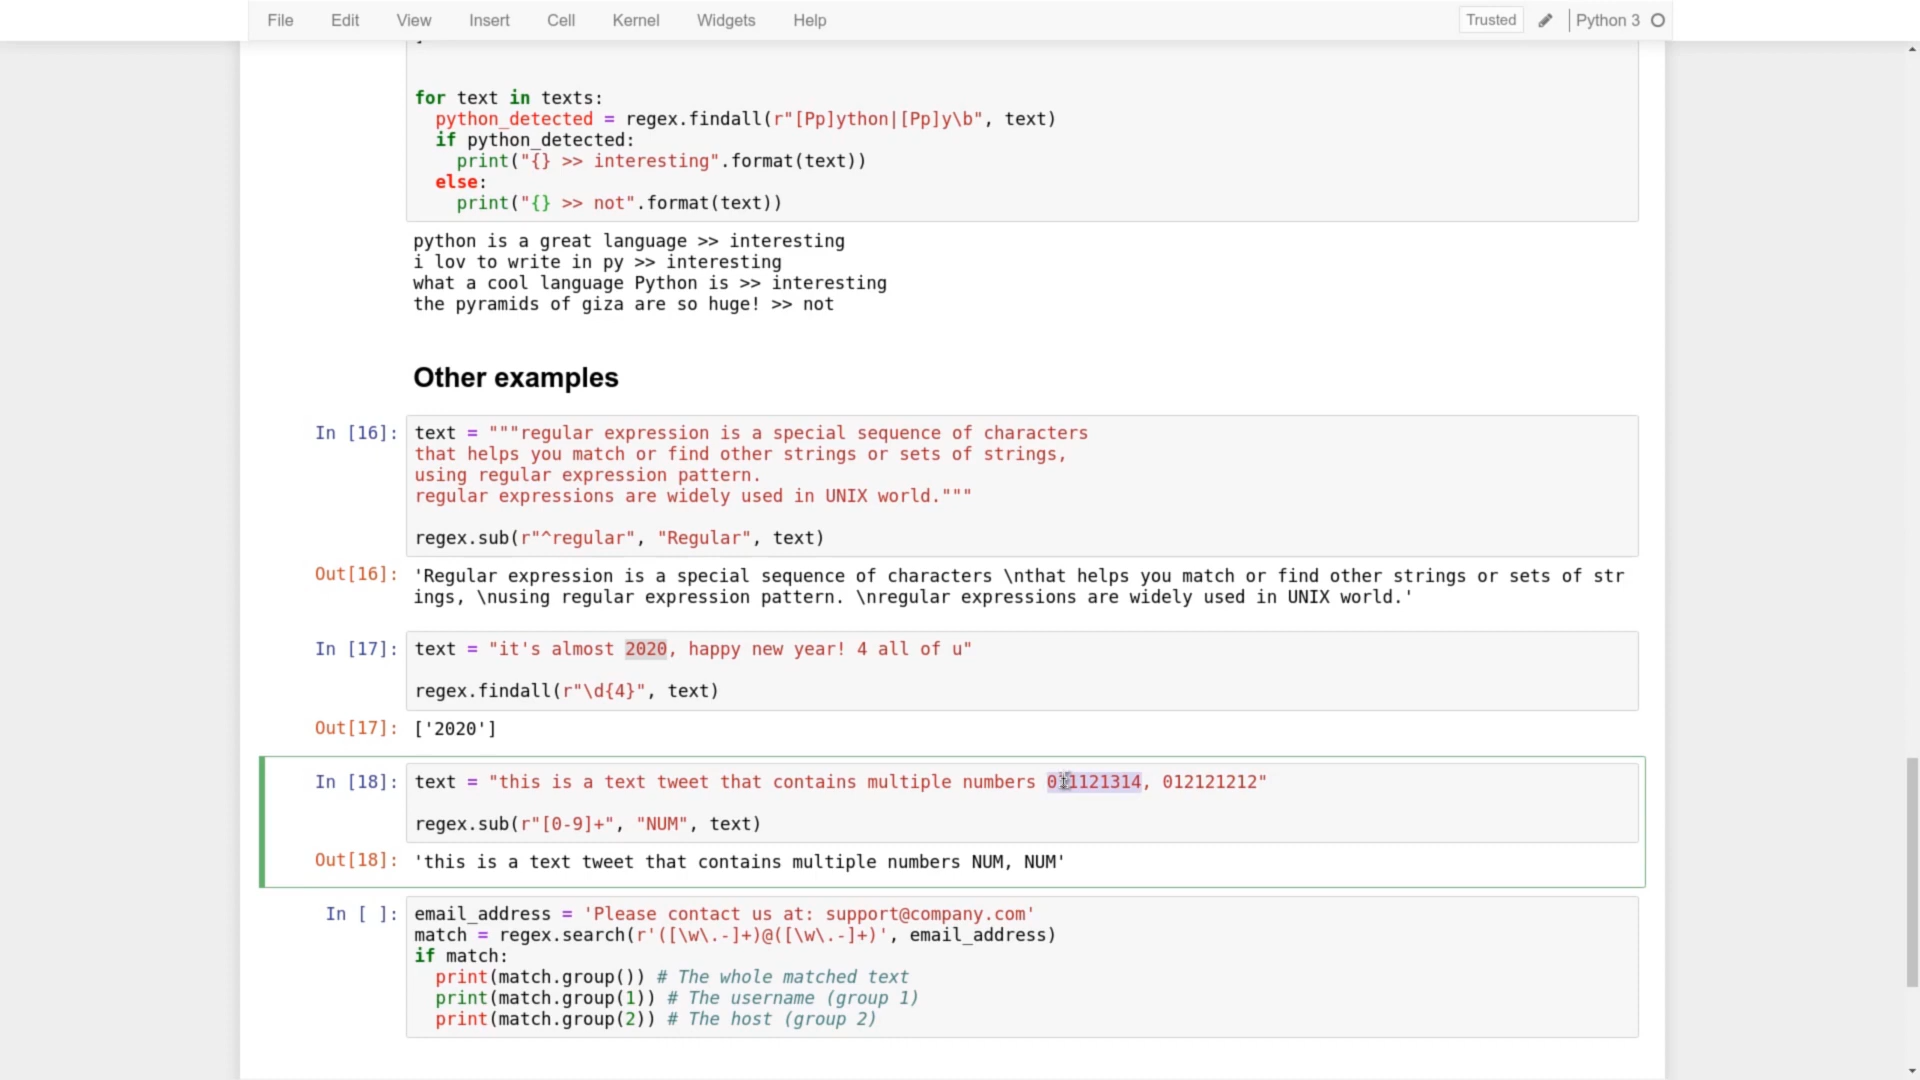 File Edit View Insert Cell Kernel Widgets Help Trusted Python 3
for text in texts:
python_detected = regex.findall(r"[Pp]ython|[Pp]y\b", text)
if python_detected:
print("{} >> interesting".format(text))
else:
print("{} >> not".format(text))
python is a great language >> interesting
i lov to write in py >> interesting
what a cool language Python is >> interesting
the pyramids of giza are so huge! >> not
Other examples
In [16]: text = """regular expression is a special sequence of characters
that helps you match or find other strings or sets of strings,
using regular expression pattern.
regular expressions are widely used in UNIX world."""
regex.sub(r"^regular", "Regular", text)
Out[16]: 'Regular expression is a special sequence of characters \nthat helps you match or find other strings or sets of str
ings, \nusing regular expression pattern. \nregular expressions are widely used in UNIX world.'
In [17]: text = "it's almost 2020, happy new year! 4 all of u"
regex.findall(r"\d{4}", text)
Out[17]: ['2020']
In [18]: text = "this is a text tweet that contains multiple numbers 011121314, 012121212"
regex.sub(r"[0-9]+", "NUM", text)
Out[18]: 'this is a text tweet that contains multiple numbers NUM, NUM'
In [ ]: email_address = 'Please contact us at: support@company.com'
match = regex.search(r'([\w\.-]+)@([\w\.-]+)', email_address)
if match:
print(match.group()) # The whole matched text
print(match.group(1)) # The username (group 1)
print(match.group(2)) # The host (group 2)